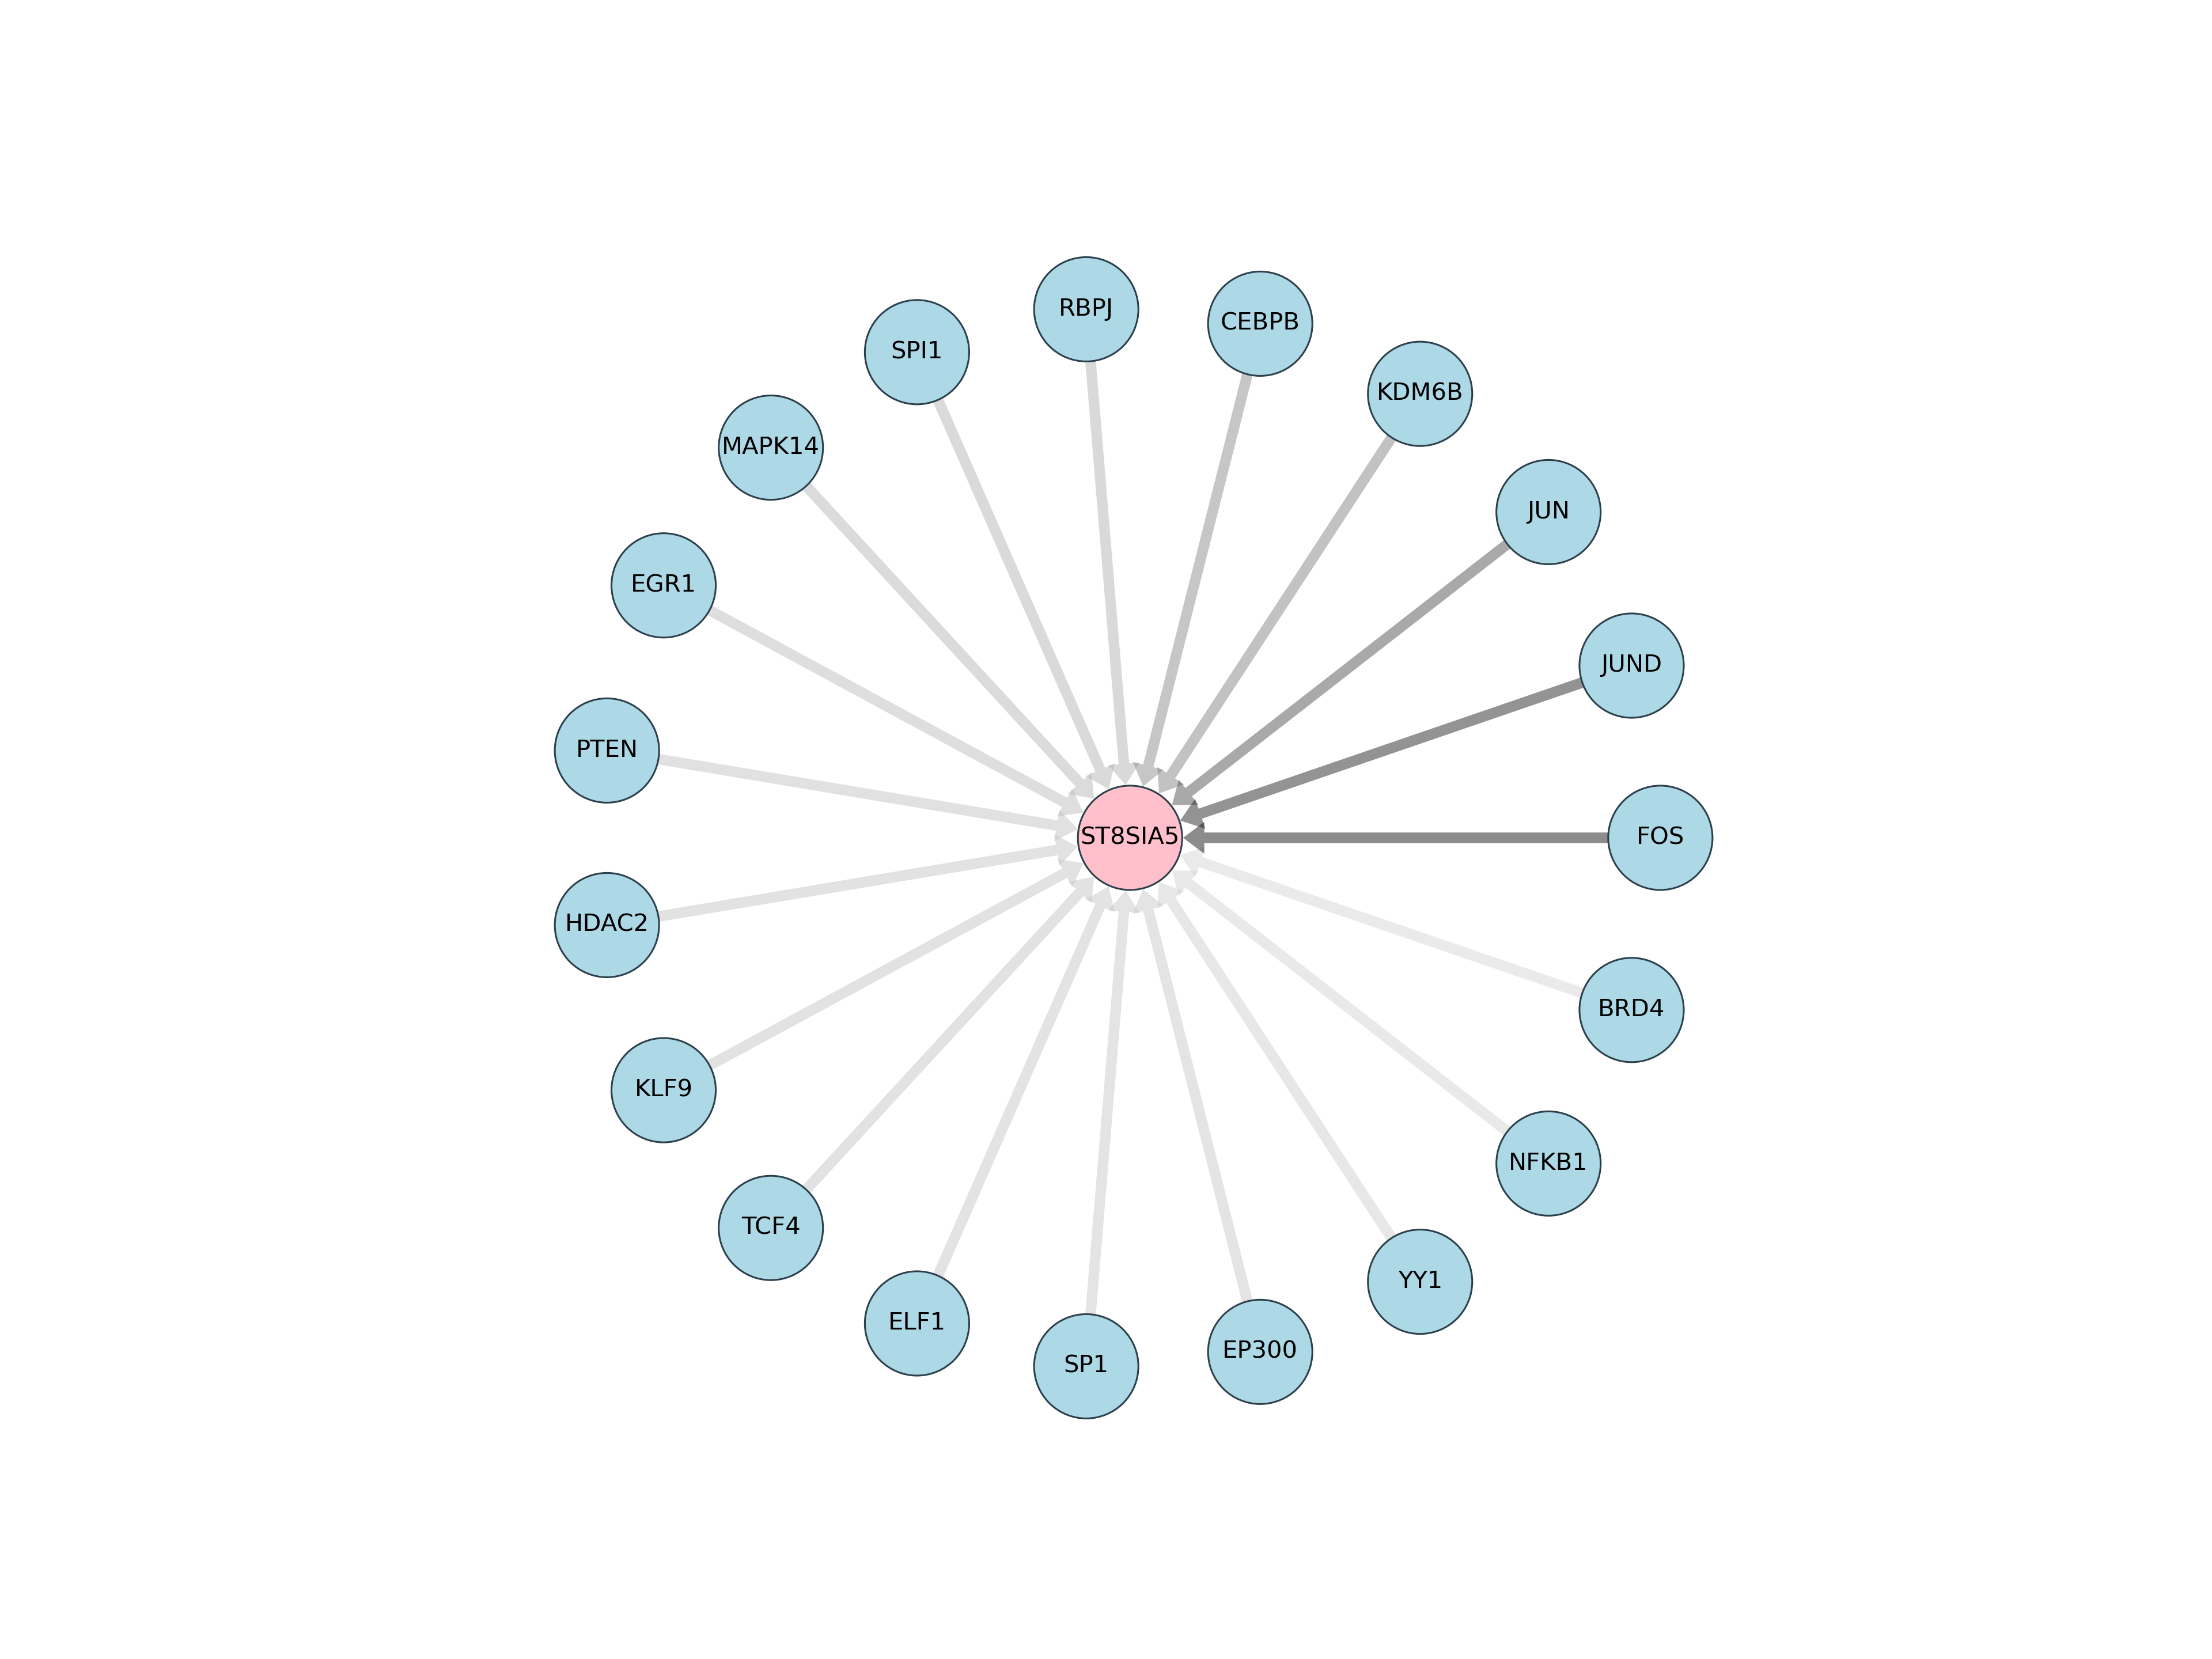 RBPJ
CEBPB
SPI1
KDM6B
MAPK14
JUN
EGR1
JUND
PTEN
ST8SIA5
FOS
HDAC2
BRD4
KLF9
NFKB1
TCF4
YY1
ELF1
EP300
SP1